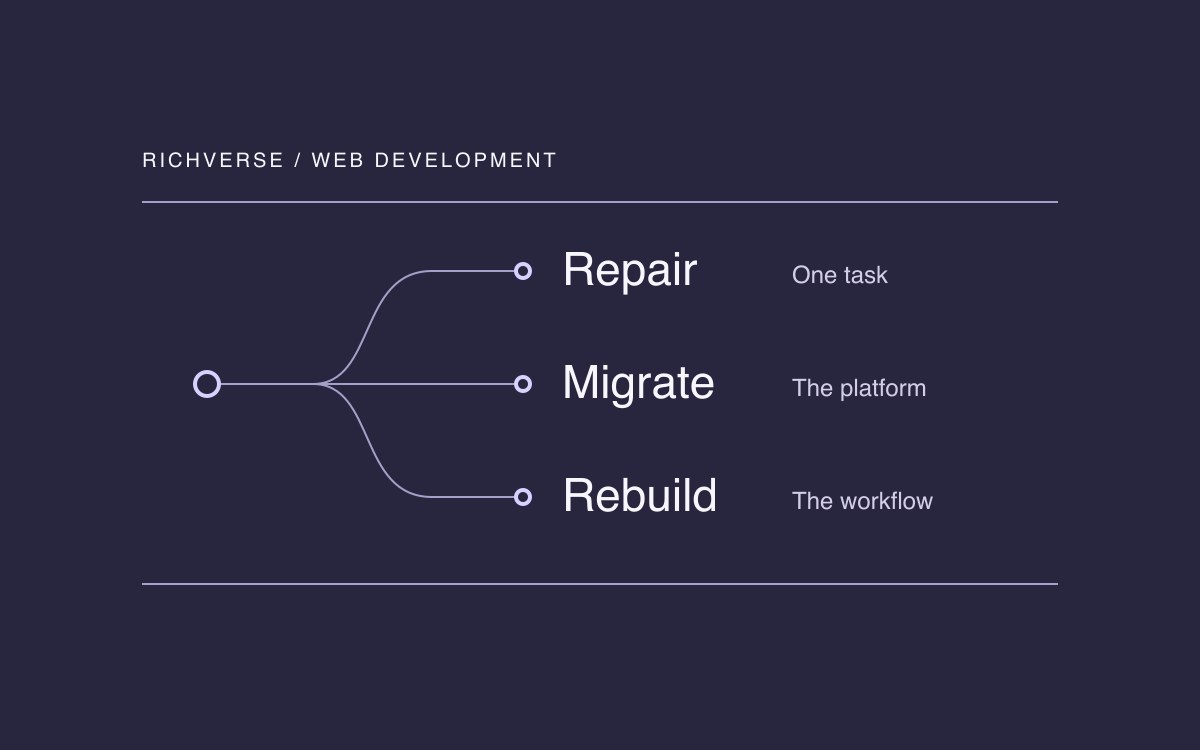 RICHVERSE / WEB DEVELOPMENT
Repair One task
Migrate The platform
Rebuild The workflow